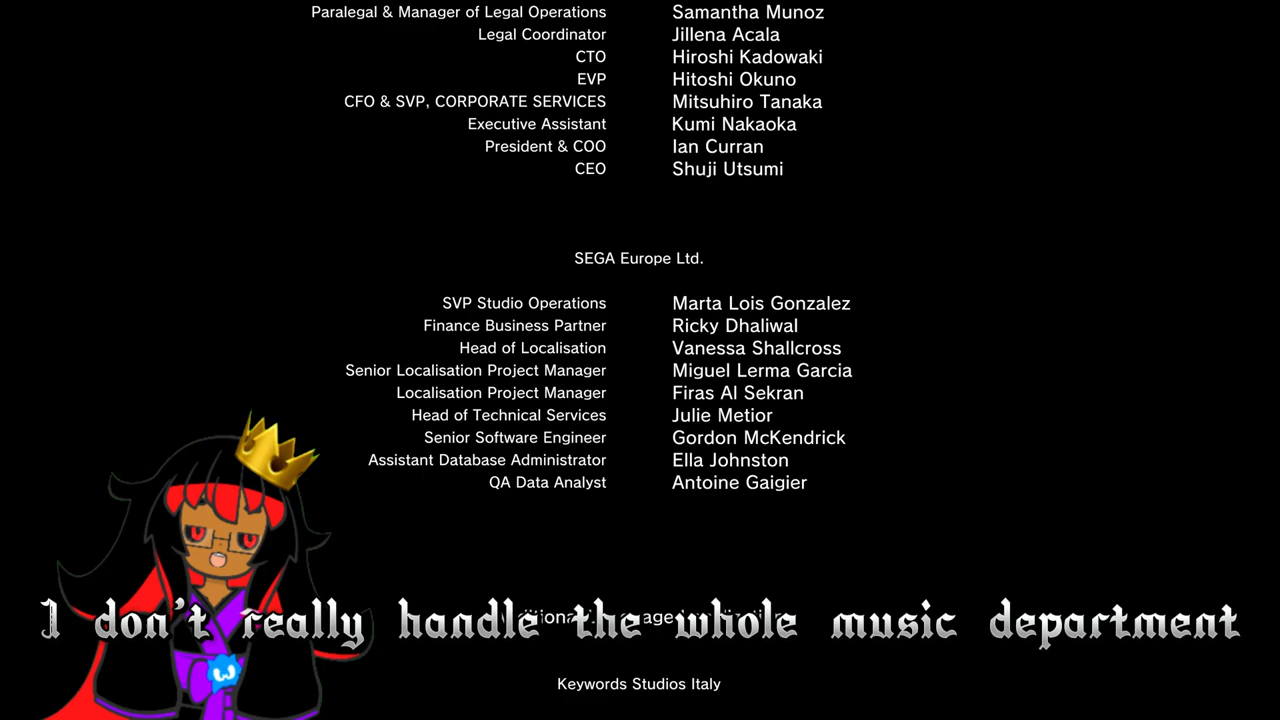 Paralegal & Manager of Legal Operations Samantha Munoz
Legal Coordinator Jillena Acala
CTO Hiroshi Kadowaki
EVP Hitoshi Okuno
CFO & SVP, CORPORATE SERVICES Mitsuhiro Tanaka
Executive Assistant Kumi Nakaoka
President & COO Ian Curran
CEO Shuji Utsumi
SEGA Europe Ltd.
SVP Studio Operations Marta Lois Gonzalez
Finance Business Partner Ricky Dhaliwal
Head of Localisation Vanessa Shallcross
Senior Localisation Project Manager Miguel Lerma Garcia
Localisation Project Manager Firas Al Sekran
Head of Technical Services Julie Metior
Senior Software Engineer Gordon McKendrick
Assistant Database Administrator Ella Johnston
QA Data Analyst Antoine Gaigier
I don't really handle the whole music department
Keywords Studios Italy